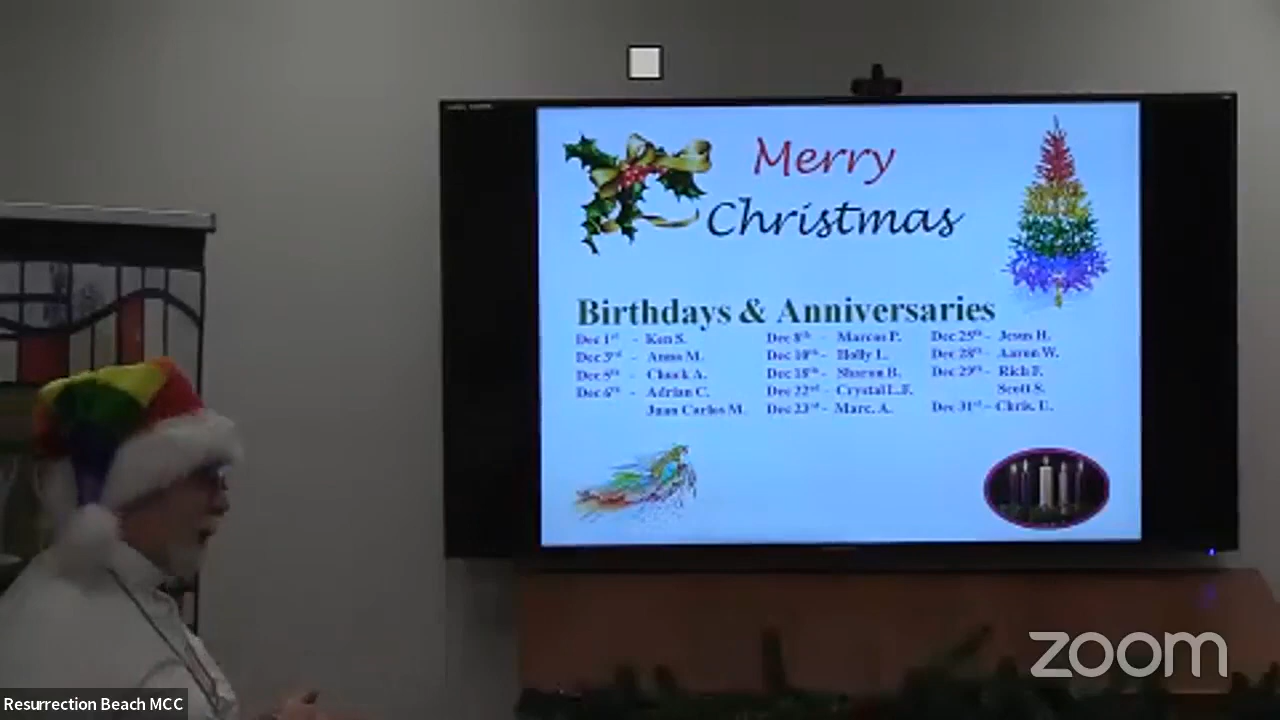 Merry
Christmas
Birthdays & Anniversaries
Dec 1st - Ken S. Dec 8th - Marcos P. Dec 25th - Jesus H.
Dec 3rd - Anna M. Dec 10th - Holly L. Dec 28th - Aaron W.
Dec 5th - Chuck A. Dec 18th - Sharon B. Dec 29th - Rich F.
Dec 6th - Adrian C. Dec 22nd - Crystal L.F. Scott S.
Juan Carlos M. Dec 23rd - Marc. A. Dec 31st - Chris. U.
zoom
Resurrection Beach MCC